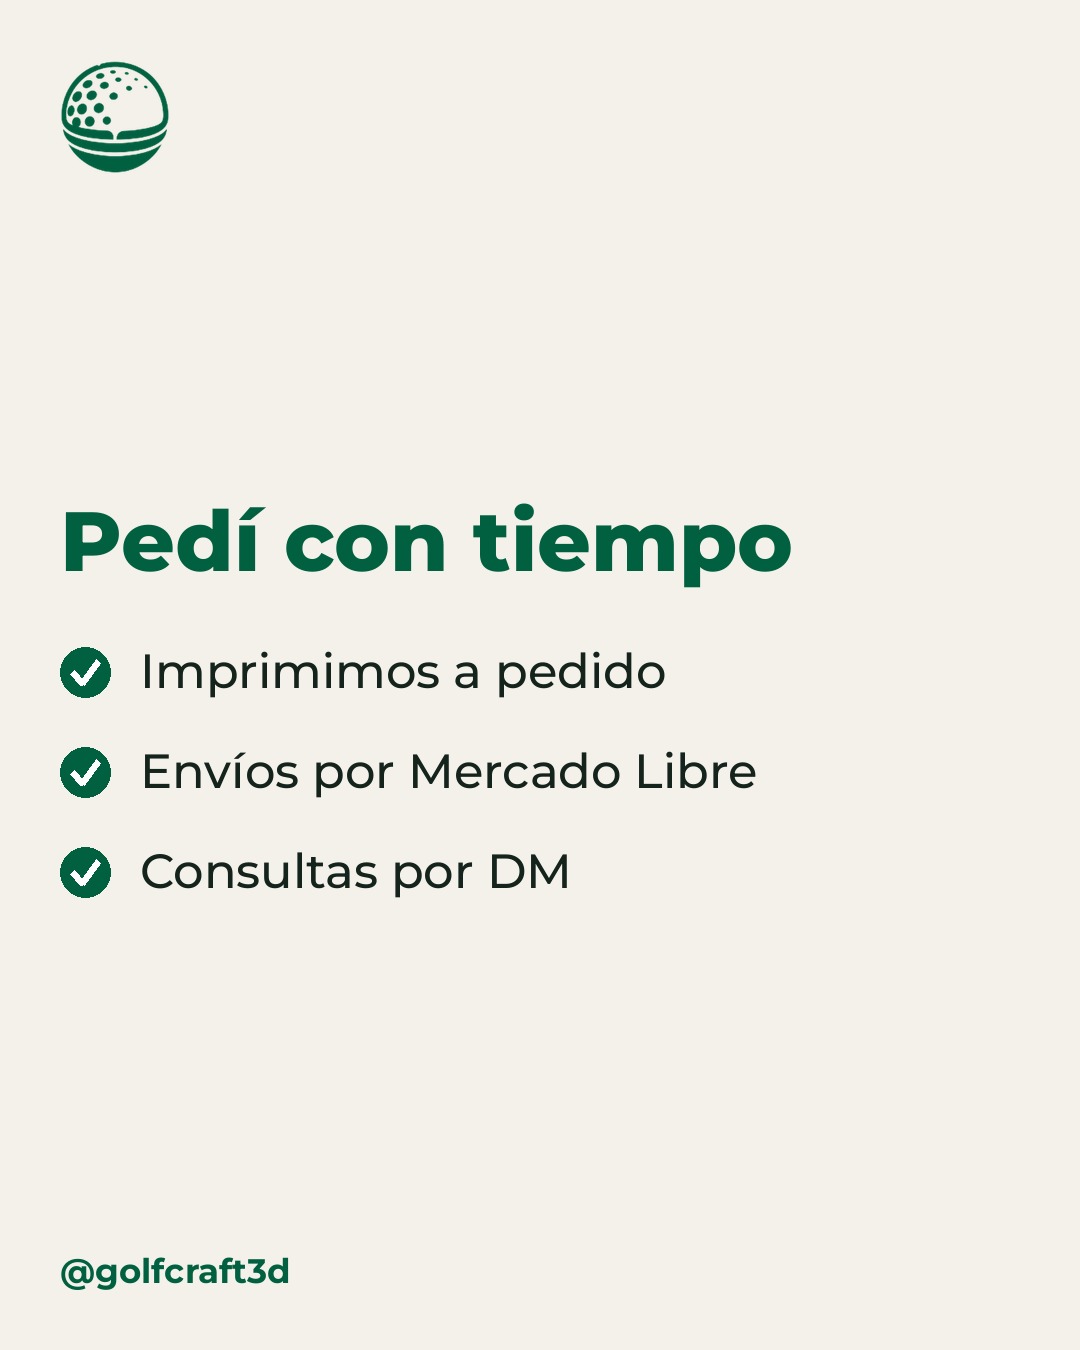 Pedí con tiempo
Imprimimos a pedido
Envíos por Mercado Libre
Consultas por DM
@golfcraft3d